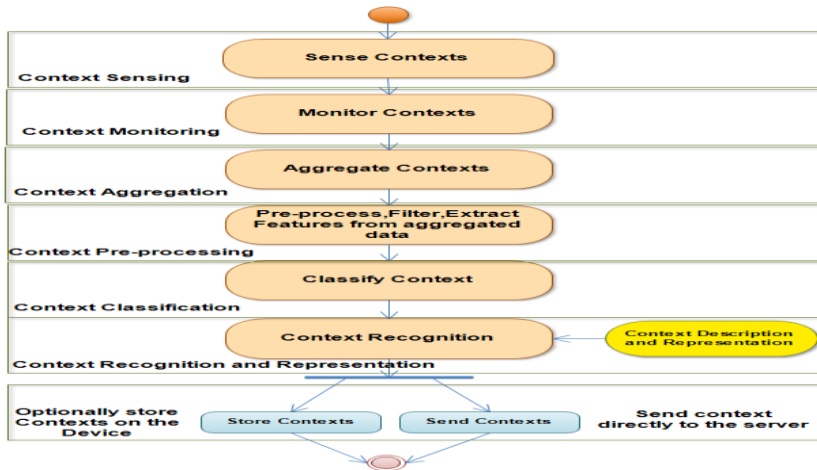 Sense Contexts
Context Sensing
Monitor Contexts
Context Monitoring
Aggregate Contexts
Context Aggregation
Pre-process,Filter,Extract
Features from aggregated
data
Context Pre-processing
Classify Context
Context Classification
Context Recognition
Context Description
and Representation
Context Recognition and Representation
Optionally store
Contexts on the
Device
Store Contexts
Send Contexts
Send context
directly to the server